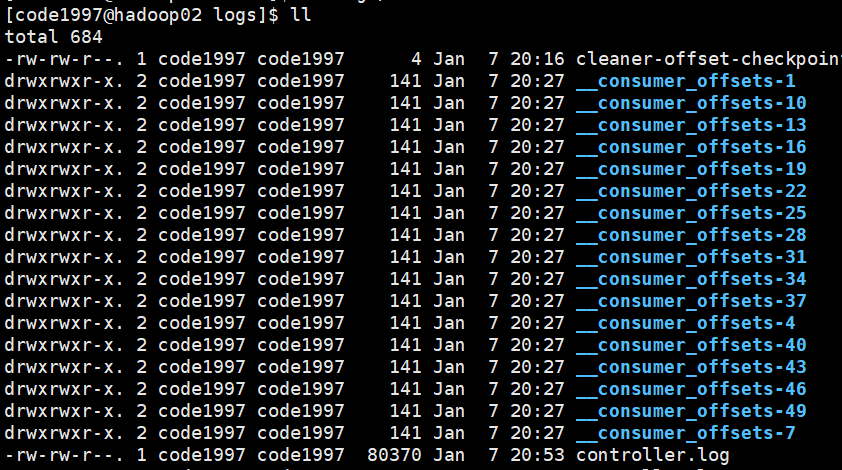 [code1997@hadoop02 logs]$ ll
total 684
-rw-rw-r--. 1 code1997 code1997     4 Jan  7 20:16 cleaner-offset-checkpoin
drwxrwxr-x. 2 code1997 code1997   141 Jan  7 20:27 __consumer_offsets-1
drwxrwxr-x. 2 code1997 code1997   141 Jan  7 20:27 __consumer_offsets-10
drwxrwxr-x. 2 code1997 code1997   141 Jan  7 20:27 __consumer_offsets-13
drwxrwxr-x. 2 code1997 code1997   141 Jan  7 20:27 __consumer_offsets-16
drwxrwxr-x. 2 code1997 code1997   141 Jan  7 20:27 __consumer_offsets-19
drwxrwxr-x. 2 code1997 code1997   141 Jan  7 20:27 __consumer_offsets-22
drwxrwxr-x. 2 code1997 code1997   141 Jan  7 20:27 __consumer_offsets-25
drwxrwxr-x. 2 code1997 code1997   141 Jan  7 20:27 __consumer_offsets-28
drwxrwxr-x. 2 code1997 code1997   141 Jan  7 20:27 __consumer_offsets-31
drwxrwxr-x. 2 code1997 code1997   141 Jan  7 20:27 __consumer_offsets-34
drwxrwxr-x. 2 code1997 code1997   141 Jan  7 20:27 __consumer_offsets-37
drwxrwxr-x. 2 code1997 code1997   141 Jan  7 20:27 __consumer_offsets-4
drwxrwxr-x. 2 code1997 code1997   141 Jan  7 20:27 __consumer_offsets-40
drwxrwxr-x. 2 code1997 code1997   141 Jan  7 20:27 __consumer_offsets-43
drwxrwxr-x. 2 code1997 code1997   141 Jan  7 20:27 __consumer_offsets-46
drwxrwxr-x. 2 code1997 code1997   141 Jan  7 20:27 __consumer_offsets-49
drwxrwxr-x. 2 code1997 code1997   141 Jan  7 20:27 __consumer_offsets-7
-rw-rw-r--. 1 code1997 code1997 80370 Jan  7 20:53 controller.log